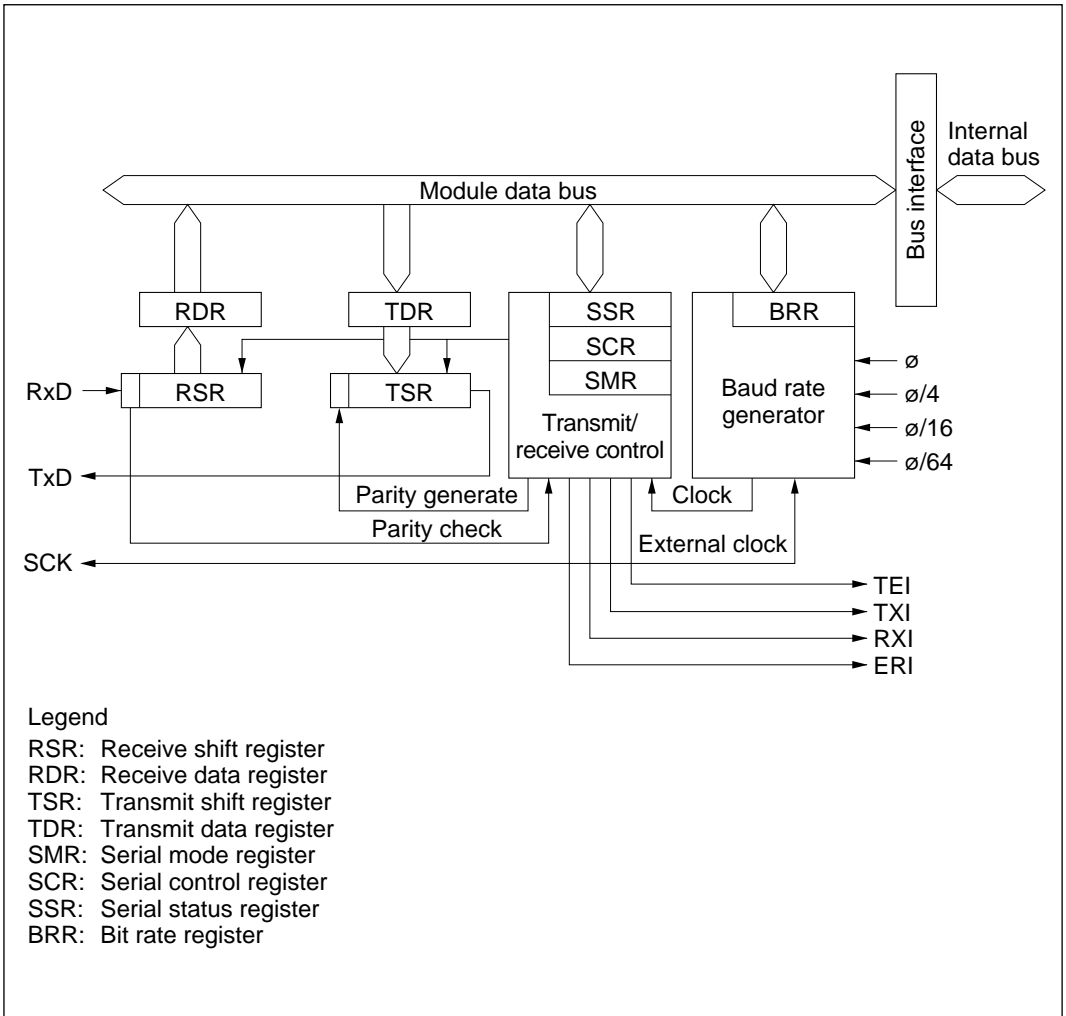 Internal
data bus
Bus interface
Module data bus
RDR
TDR
SSR
BRR
SCR
SMR
RxD
RSR
TSR
Baud rate
generator
ø
ø/4
ø/16
ø/64
Transmit/
receive control
TxD
Parity generate
Clock
Parity check
External clock
SCK
TEI
TXI
RXI
ERI
Legend
RSR: Receive shift register
RDR: Receive data register
TSR: Transmit shift register
TDR: Transmit data register
SMR: Serial mode register
SCR: Serial control register
SSR: Serial status register
BRR: Bit rate register